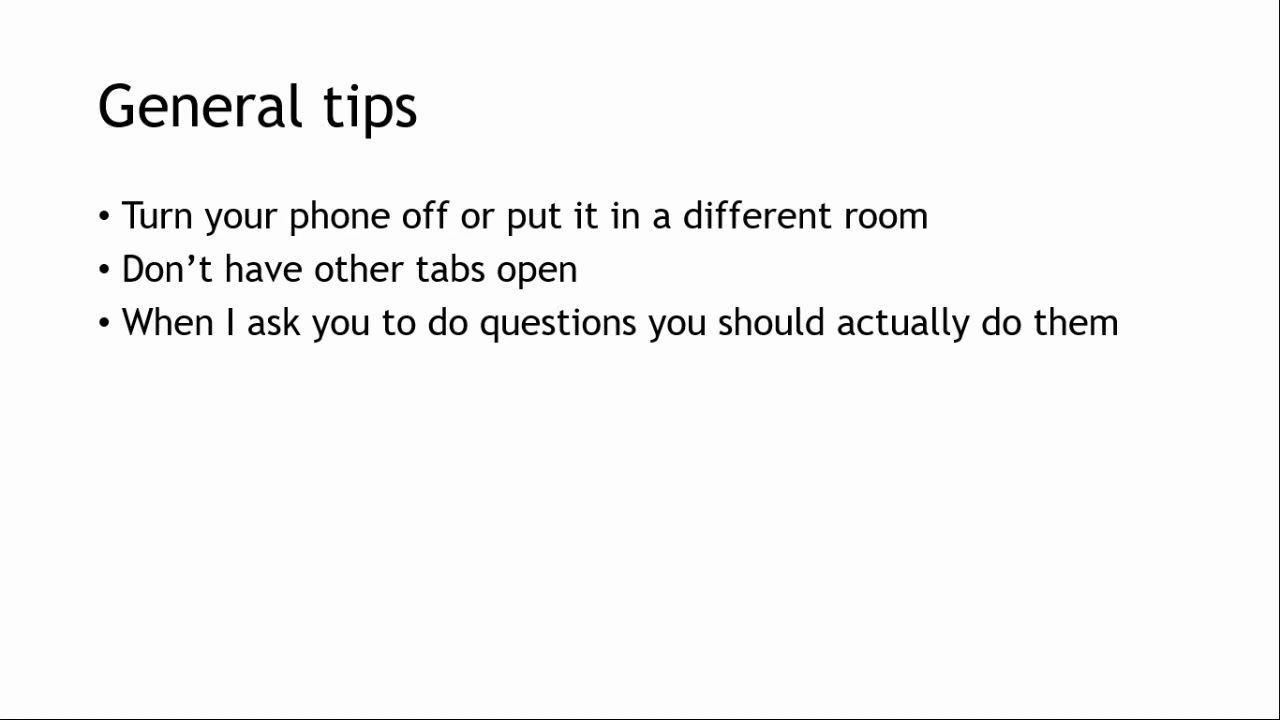 General tips
• Turn your phone off or put it in a different room
• Don’t have other tabs open
• When I ask you to do questions you should actually do them